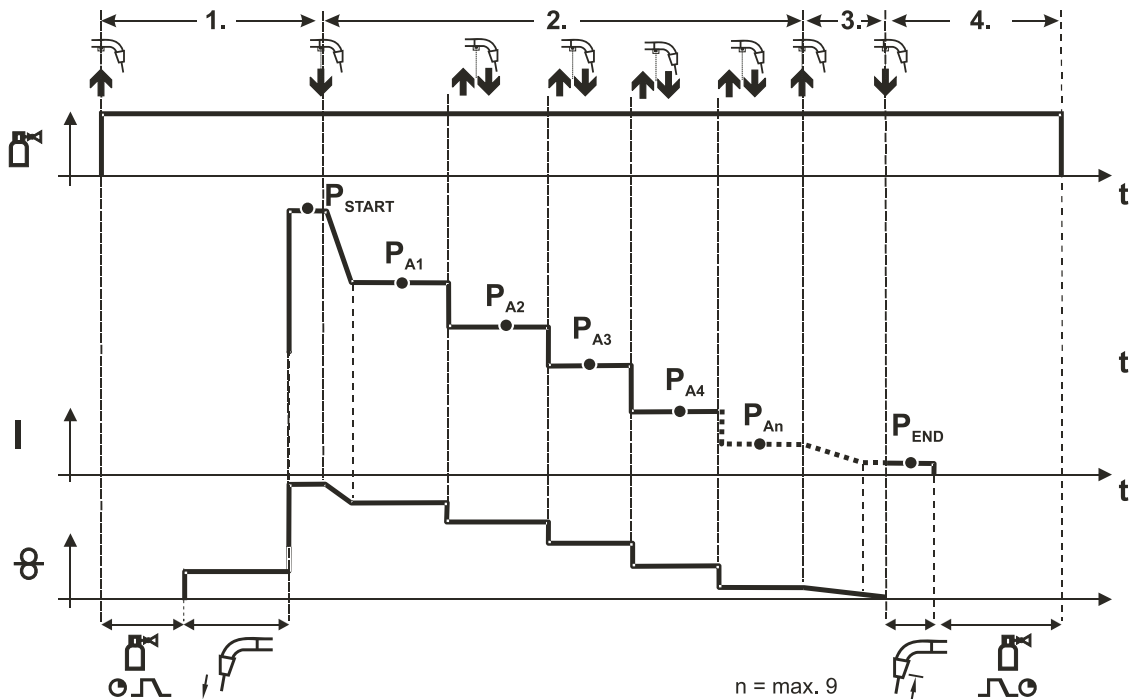 1. 2. 3. 4.
t
P START
P A1
P A2
P A3
t
P A4
P An
P END
I
t
n = max. 9